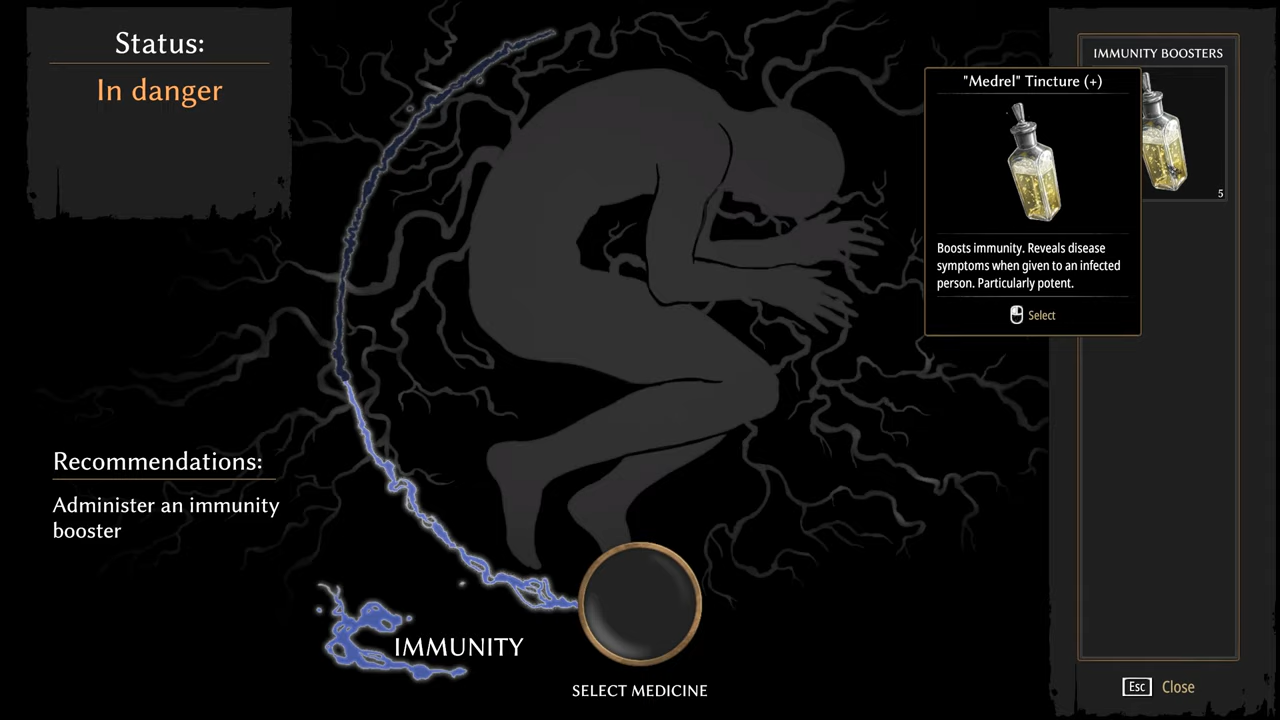 Status:
In danger
IMMUNITY BOOSTERS
"Medrel" Tincture (+)
5
Boosts immunity. Reveals disease
symptoms when given to an infected
person. Particularly potent.
Select
Recommendations:
Administer an immunity
booster
IMMUNITY
SELECT MEDICINE
Esc Close